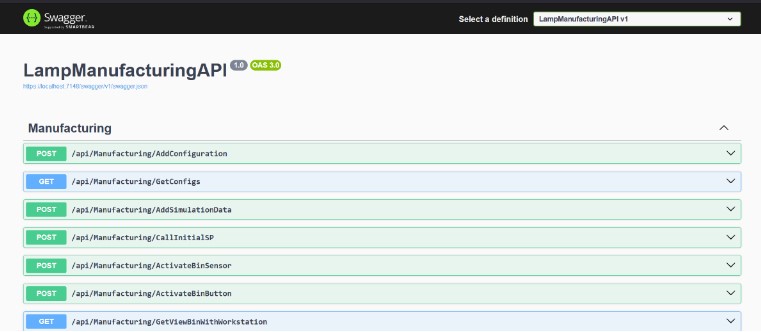 Swagger.
Supported by SMARTBEAR
Select a definition
LampManufacturingAPI v1
LampManufacturingAPI 1.0 OAS 3.0
https://localhost:7148/swagger/v1/swagger.json
Manufacturing
POST /api/Manufacturing/AddConfiguration
GET /api/Manufacturing/GetConfigs
POST /api/Manufacturing/AddSimulationData
POST /api/Manufacturing/CallInitialSP
POST /api/Manufacturing/ActivateBinSensor
POST /api/Manufacturing/ActivateBinButton
GET /api/Manufacturing/GetViewBinWithWorkstation